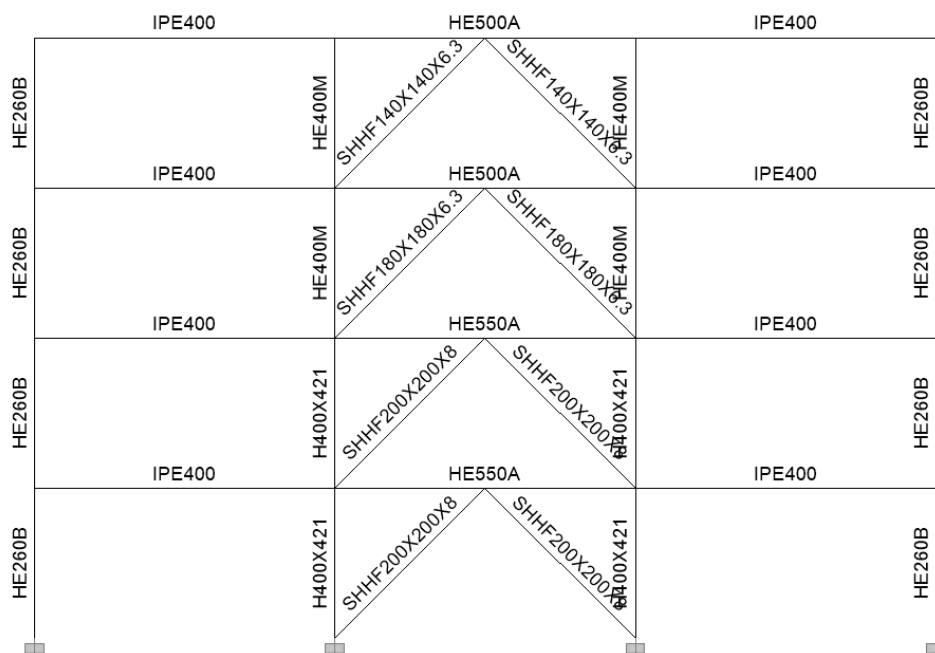 IPE400 HE500A IPE400
HE260B HE400M SHHF140X140X6.3 SHHF140X140X6.3 HE400M HE260B
IPE400 HE500A IPE400
HE260B HE400M SHHF180X180X6.3 SHHF180X180X6.3 HE400M HE260B
IPE400 HE550A IPE400
HE260B H400X421 SHHF200X200X8 SHHF200X200X8 H400X421 HE260B
IPE400 HE550A IPE400
HE260B H400X421 SHHF200X200X8 SHHF200X200X8 H400X421 HE260B